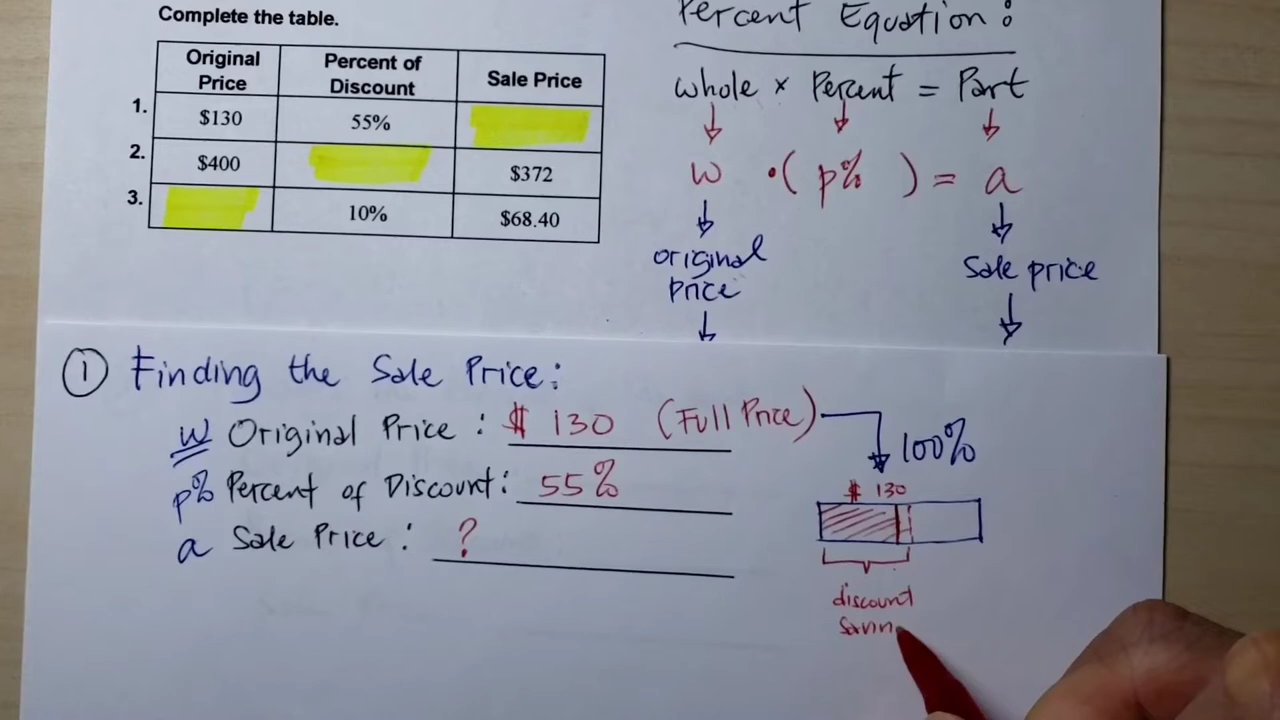 Complete the table.
Original Price Percent of Discount Sale Price
1. $130 55%
2. $400 $372
3. 10% $68.40
Percent Equation:
whole × Percent = Part
w •( p% ) = a
original price
Sale price
① Finding the Sale Price:
w Original Price: $ 130 (Full Price)
100%
p% Percent of Discount: 55%
$ 130
a Sale Price: ?
discount
Savin